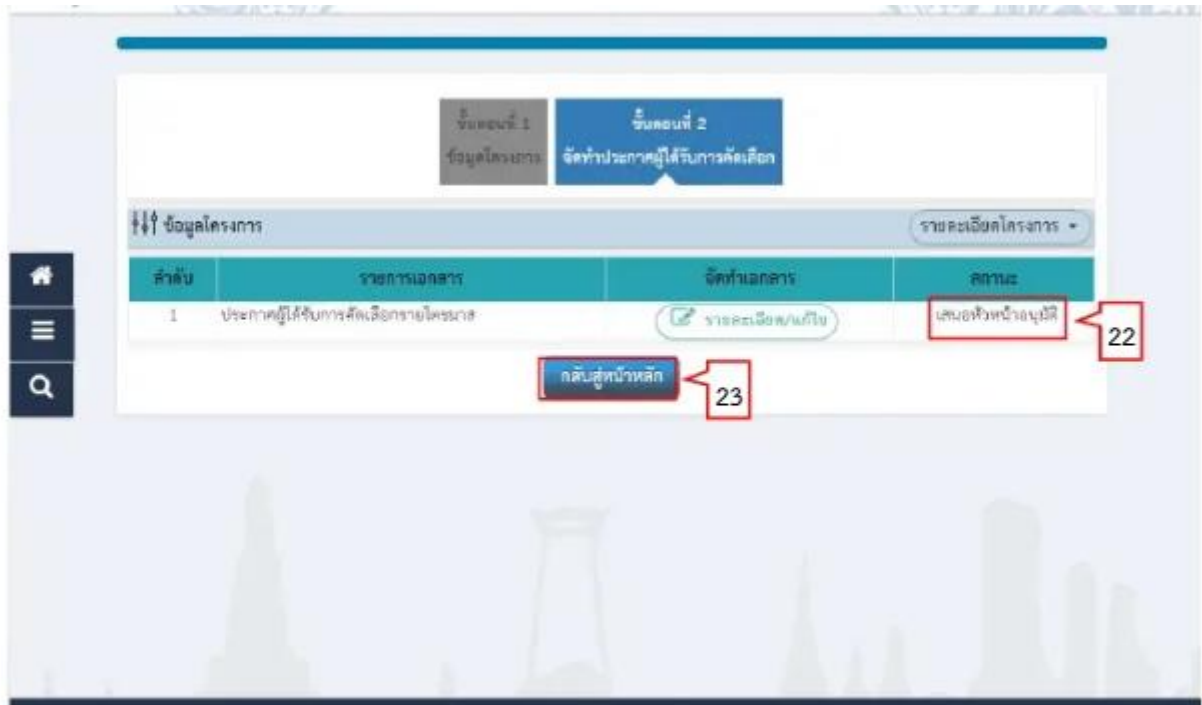 ขั้นตอนที่ 1
ข้อมูลโครงการ
ขั้นตอนที่ 2
จัดทำประกาศผู้ได้รับการคัดเลือก
ข้อมูลโครงการ
รายละเอียดโครงการ
ลำดับ รายการเอกสาร จัดทำเอกสาร สถานะ
1 ประกาศผู้ได้รับการคัดเลือกรายไตรมาส รายละเอียด/แก้ไข เสนอหัวหน้าอนุมัติ
22
กลับสู่หน้าหลัก
23